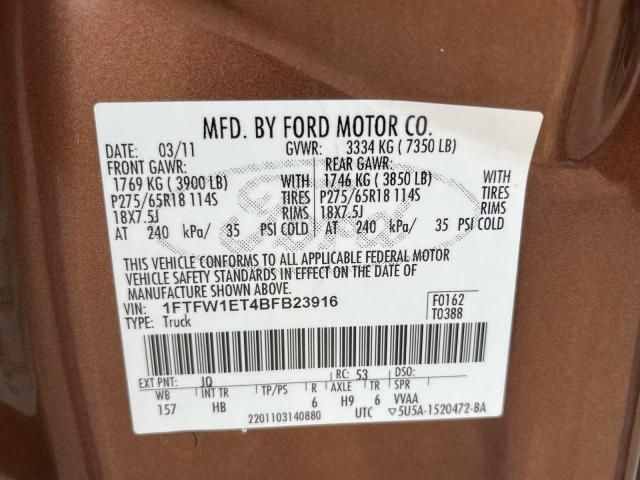 MFD. BY FORD MOTOR CO.
DATE: 03/11 GVWR: 3334 KG ( 7350 LB)
FRONT GAWR: REAR GAWR:
1769 KG ( 3900 LB) WITH 1746 KG ( 3850 LB) WITH
P275/65R18 114S TIRES P275/65R18 114S TIRES
18X7.5J RIMS 18X7.5J RIMS
AT 240 kPa/ 35 PSI COLD AT 240 kPa/ 35 PSI COLD
Ford
THIS VEHICLE CONFORMS TO ALL APPLICABLE FEDERAL MOTOR
VEHICLE SAFETY STANDARDS IN EFFECT ON THE DATE OF
MANUFACTURE SHOWN ABOVE.
VIN: 1FTFW1ET4BFB23916 F0162
TYPE: Truck T0388
EXT PNT: JQ RC: 53 DSO:
WB INT TR TP/PS R AXLE TR SPR
157 HB 6 H9 6 VVAA
2201103140880 UTC ▽5U5A-1520472-BA